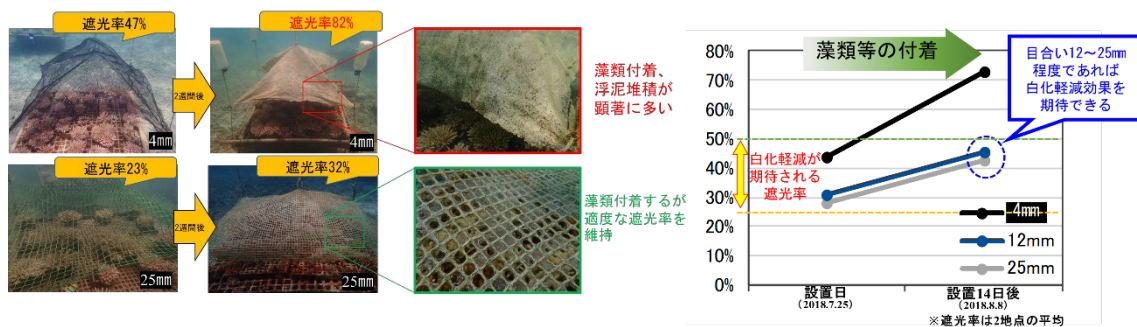 遮光率47%
遮光率82%
2週間後
4mm
4mm
藻類付着、
浮泥堆積が
顕著に多い
遮光率23%
遮光率32%
2週間後
25mm
25mm
藻類付着するが
適度な遮光率を
維持
80%
70%
60%
50%
40%
30%
20%
10%
0%
藻類等の付着
目合い12～25mm
程度であれば
白化軽減効果を
期待できる
白化軽減が
期待される
遮光率
4mm
12mm
25mm
設置日
(2018.7.25)
設置14日後
(2018.8.8)
※遮光率は2地点の平均